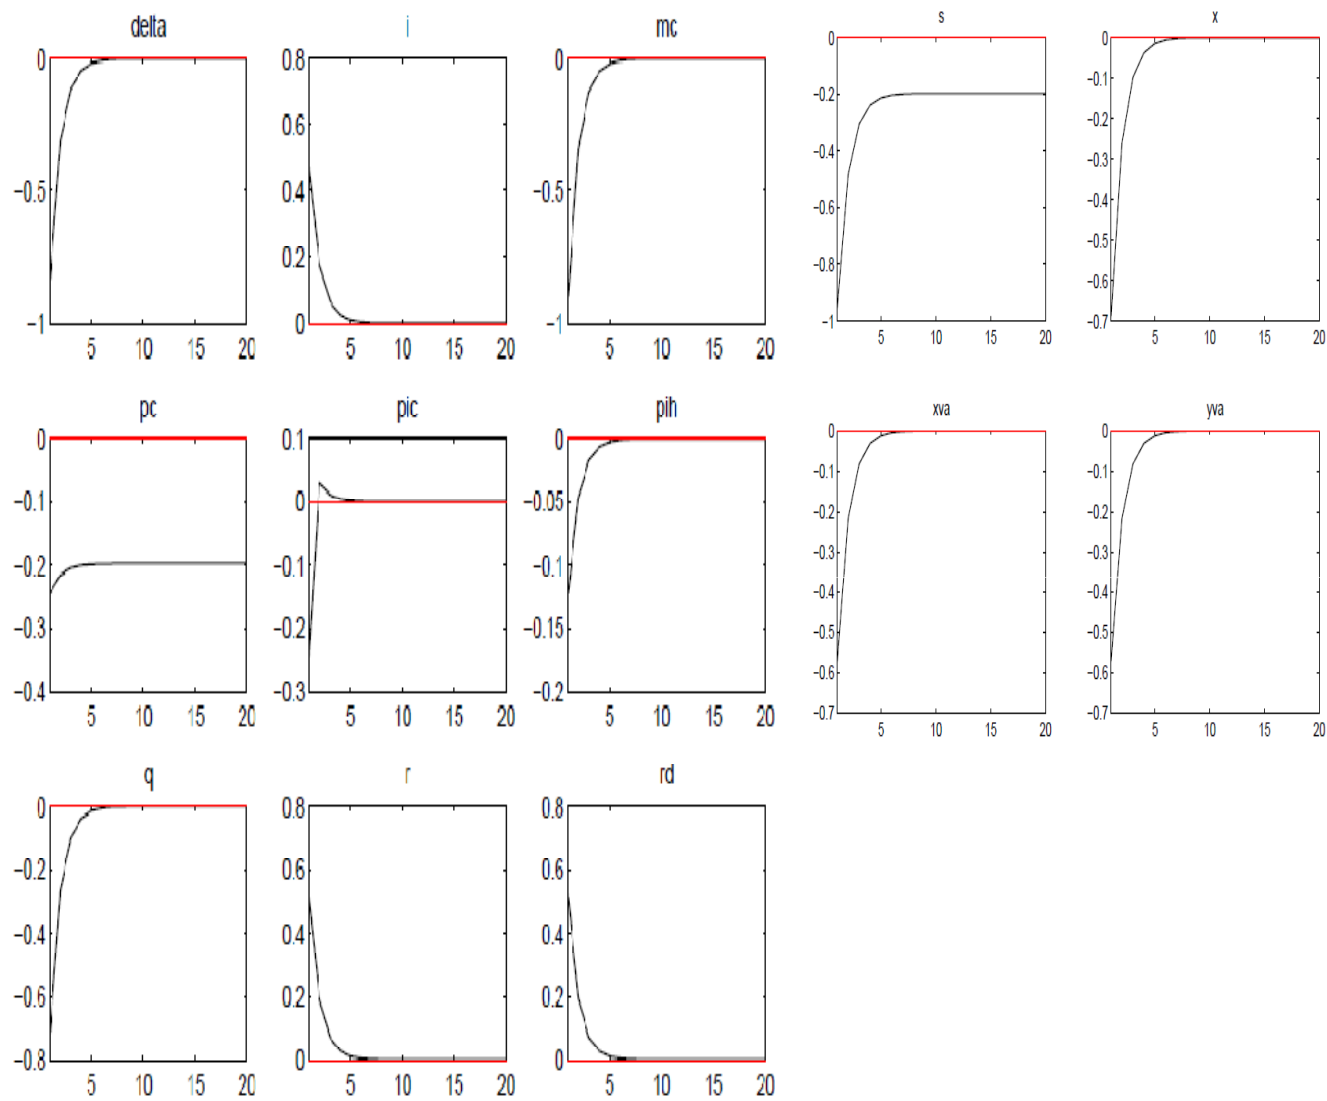 delta i mc s x
0 0.8 0 0 0
−0.5 0.6 −0.5 −0.2 −0.1
−1 0.4 −1 −0.4 −0.2
0.2 −0.6 −0.3
0 −0.8 −0.4
−1 −0.5
−0.6
−0.7
5 10 15 20 5 10 15 20 5 10 15 20 5 10 15 20 5 10 15 20
pc pic pih xva yva
0 0.1 0 0 0
−0.1 0 −0.05 −0.1 −0.1
−0.2 −0.1 −0.1 −0.2 −0.2
−0.3 −0.2 −0.15 −0.3 −0.3
−0.4 −0.3 −0.2 −0.4 −0.4
−0.5 −0.5
−0.6 −0.6
−0.7 −0.7
5 10 15 20 5 10 15 20 5 10 15 20 5 10 15 20 5 10 15 20
q r rd
0 0.8 0.8
−0.2 0.6 0.6
−0.4 0.4 0.4
−0.6 0.2 0.2
−0.8 0 0
5 10 15 20 5 10 15 20 5 10 15 20